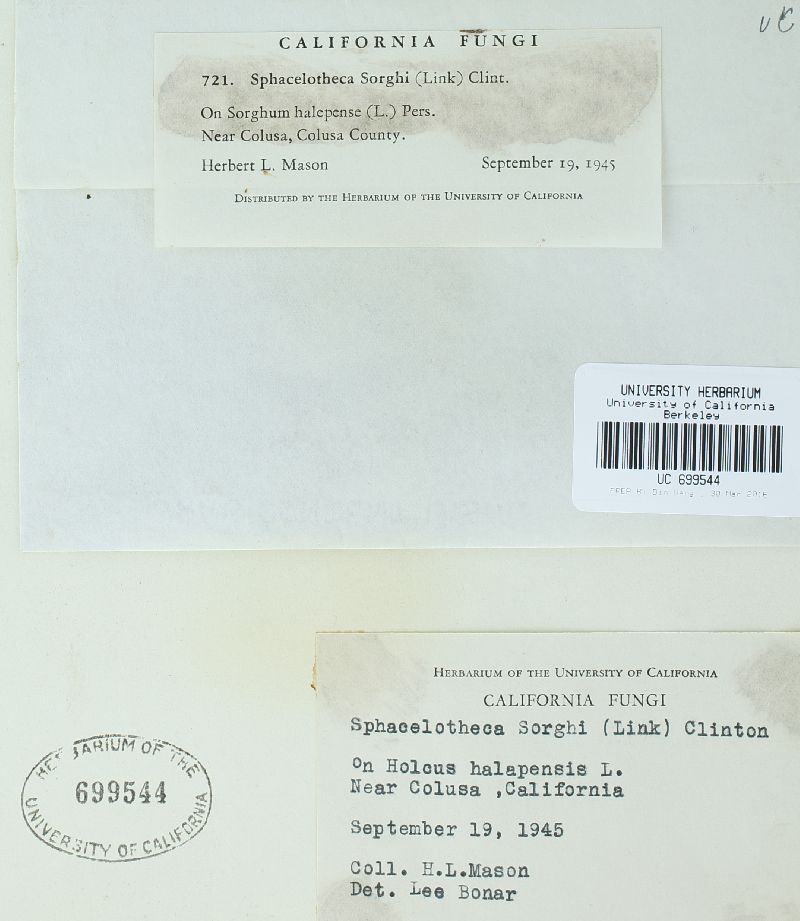 UC
CALIFORNIA FUNGI
721. Sphacelotheca Sorghi (Link) Clint.
On Sorghum halepense (L.) Pers.
Near Colusa, Colusa County.
Herbert L. Mason September 19, 1945
DISTRIBUTED BY THE HERBARIUM OF THE UNIVERSITY OF CALIFORNIA
UNIVERSITY HERBARIUM
University of California
Berkeley
UC 699544
HERBARIUM OF THE UNIVERSITY OF CALIFORNIA
CALIFORNIA FUNGI
Sphacelotheca Sorghi (Link) Clinton
On Holcus halapensis L.
Near Colusa ,California
September 19, 1945
Coll. H.L.Mason
Det. Lee Bonar
HERBARIUM OF THE
699544
UNIVERSITY OF CALIFORNIA